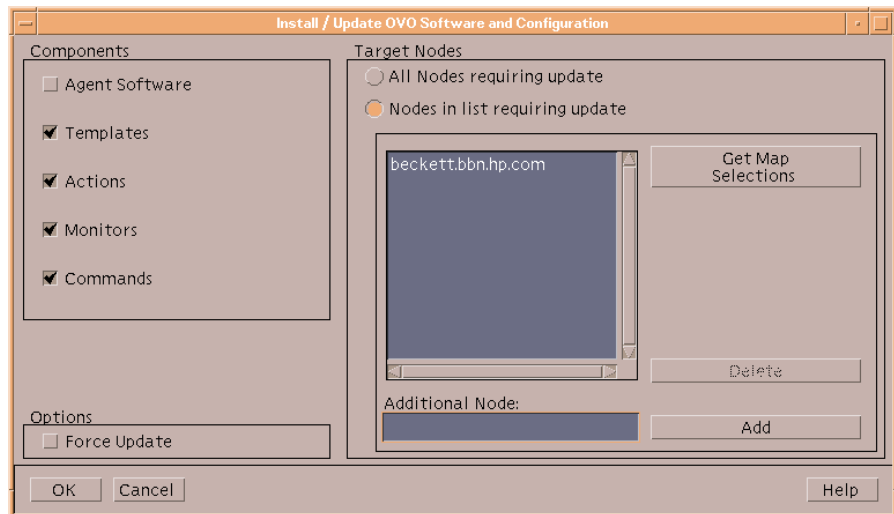 Install / Update OVO Software and Configuration
Components
Agent Software
Templates
Actions
Monitors
Commands
Options
Force Update
Target Nodes
All Nodes requiring update
Nodes in list requiring update
beckett.bbn.hp.com
Get Map
Selections
Delete
Additional Node:
Add
OK
Cancel
Help